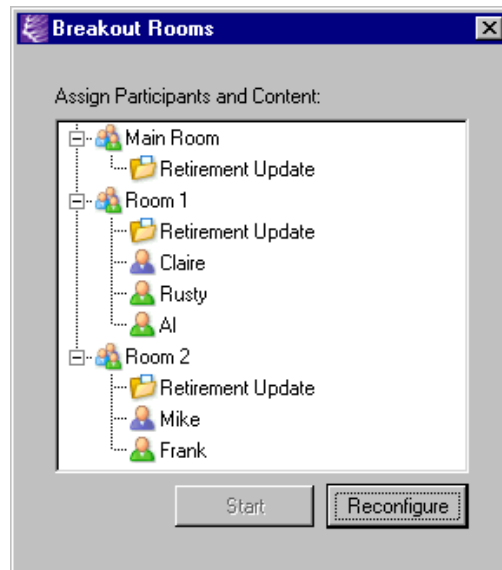 Breakout Rooms
Assign Participants and Content:
Main Room
Retirement Update
Room 1
Retirement Update
Claire
Rusty
Al
Room 2
Retirement Update
Mike
Frank
Start
Reconfigure